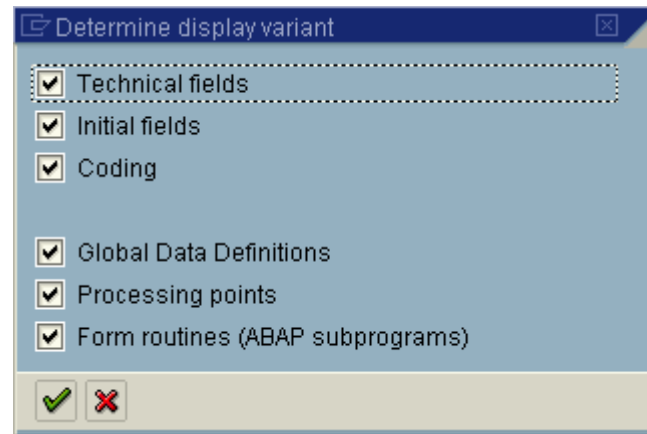 Determine display variant
Technical fields
Initial fields
Coding
Global Data Definitions
Processing points
Form routines (ABAP subprograms)